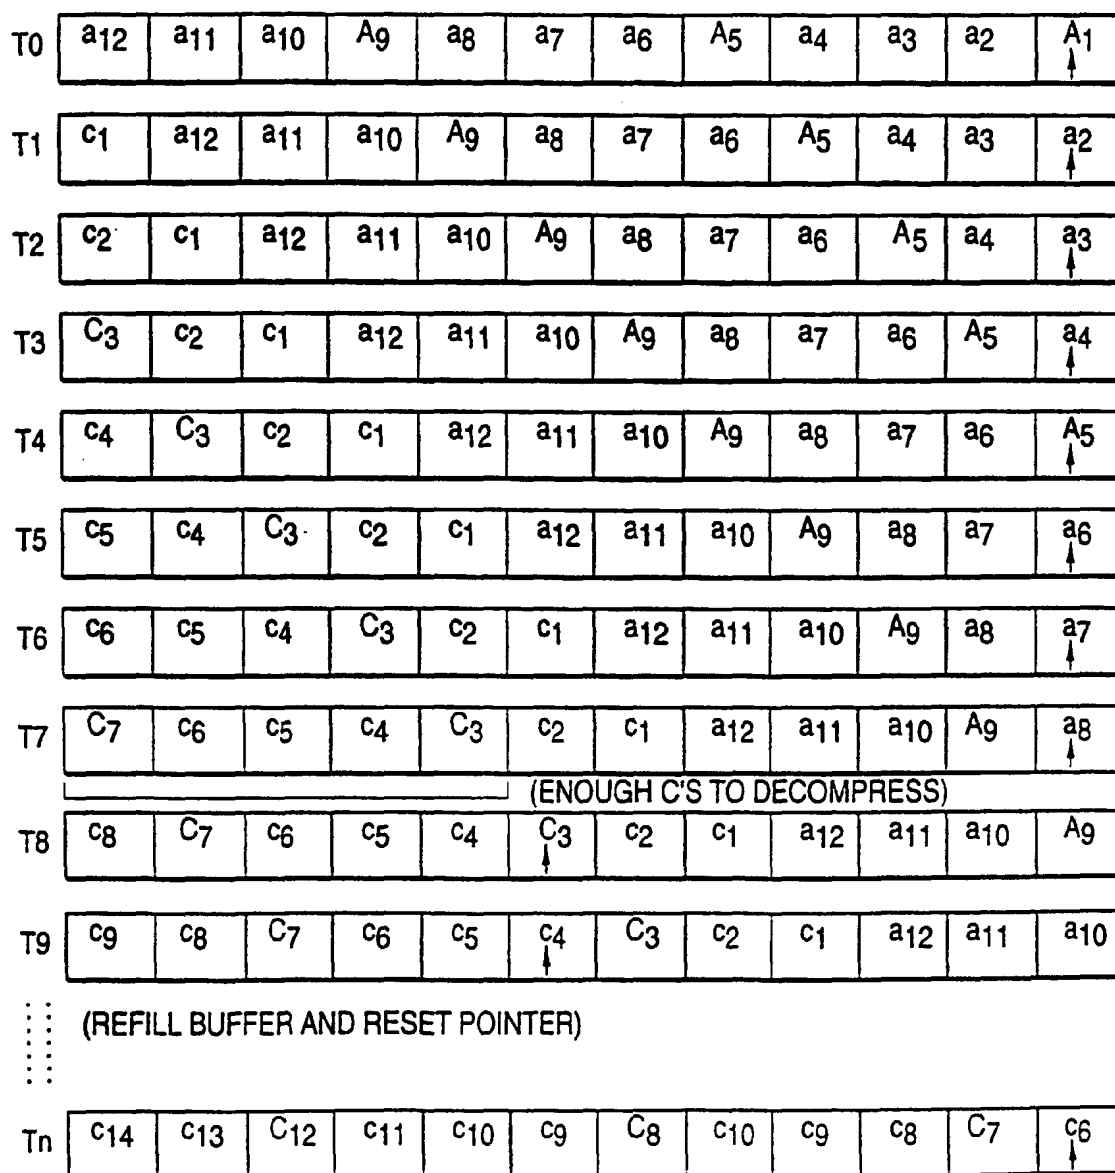 T0 a12 a11 a10 A9 a8 a7 a6 A5 a4 a3 a2 A1
T1 c1 a12 a11 a10 A9 a8 a7 a6 A5 a4 a3 a2
T2 c2 c1 a12 a11 a10 A9 a8 a7 a6 A5 a4 a3
T3 C3 c2 c1 a12 a11 a10 A9 a8 a7 a6 A5 a4
T4 c4 C3 c2 c1 a12 a11 a10 A9 a8 a7 a6 A5
T5 c5 c4 C3 c2 c1 a12 a11 a10 A9 a8 a7 a6
T6 c6 c5 c4 C3 c2 c1 a12 a11 a10 A9 a8 a7
T7 C7 c6 c5 c4 C3 c2 c1 a12 a11 a10 A9 a8
(ENOUGH C'S TO DECOMPRESS)
T8 c8 C7 c6 c5 c4 C3 c2 c1 a12 a11 a10 A9
T9 c9 c8 C7 c6 c5 c4 C3 c2 c1 a12 a11 a10
(REFILL BUFFER AND RESET POINTER)
Tn c14 c13 C12 c11 c10 c9 C8 c10 c9 c8 C7 c6